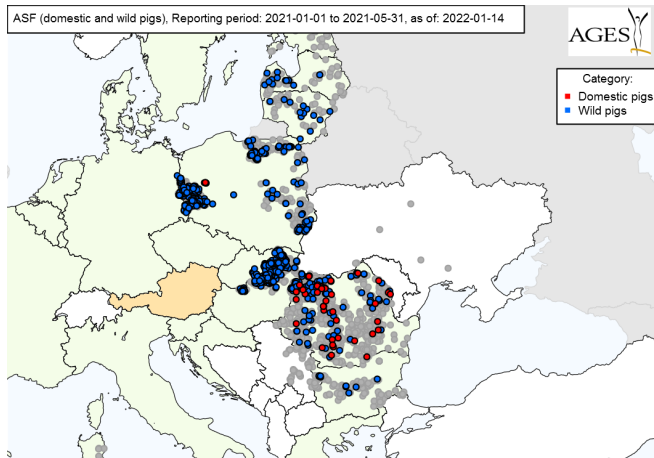 ASF (domestic and wild pigs), Reporting period: 2021-01-01 to 2021-05-31, as of: 2022-01-14
AGES
Category:
Domestic pigs
Wild pigs